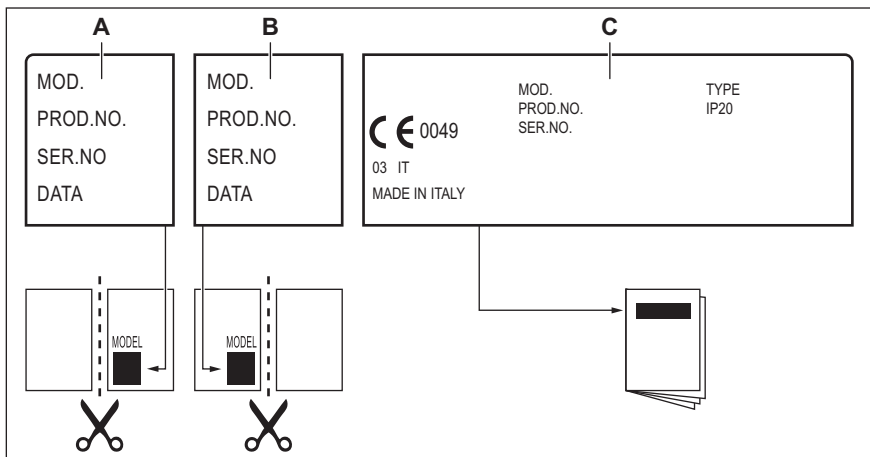 A
B
C
MOD.
PROD.NO.
SER.NO
DATA
MOD.
PROD.NO.
SER.NO
DATA
MOD.
PROD.NO.
SER.NO.
TYPE
IP20
CE 0049
03 IT
MADE IN ITALY
MODEL
MODEL